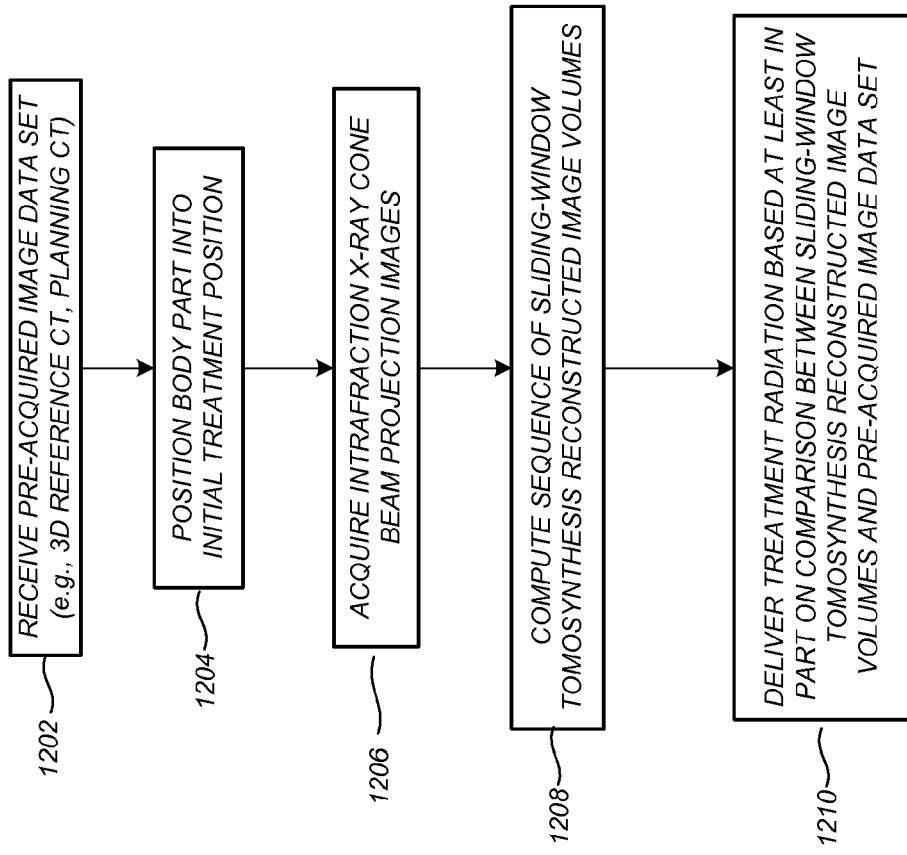 RECEIVE PRE-ACQUIRED IMAGE DATA SET
(e.g., 3D REFERENCE CT, PLANNING CT)
1202
POSITION BODY PART INTO
INITIAL TREATMENT POSITION
1204
ACQUIRE INTRAFRACTION X-RAY CONE
BEAM PROJECTION IMAGES
1206
COMPUTE SEQUENCE OF SLIDING-WINDOW
TOMOSYNTHESIS RECONSTRUCTED IMAGE VOLUMES
1208
DELIVER TREATMENT RADIATION BASED AT LEAST IN
PART ON COMPARISON BETWEEN SLIDING-WINDOW
TOMOSYNTHESIS RECONSTRUCTED IMAGE
VOLUMES AND PRE-ACQUIRED IMAGE DATA SET
1210